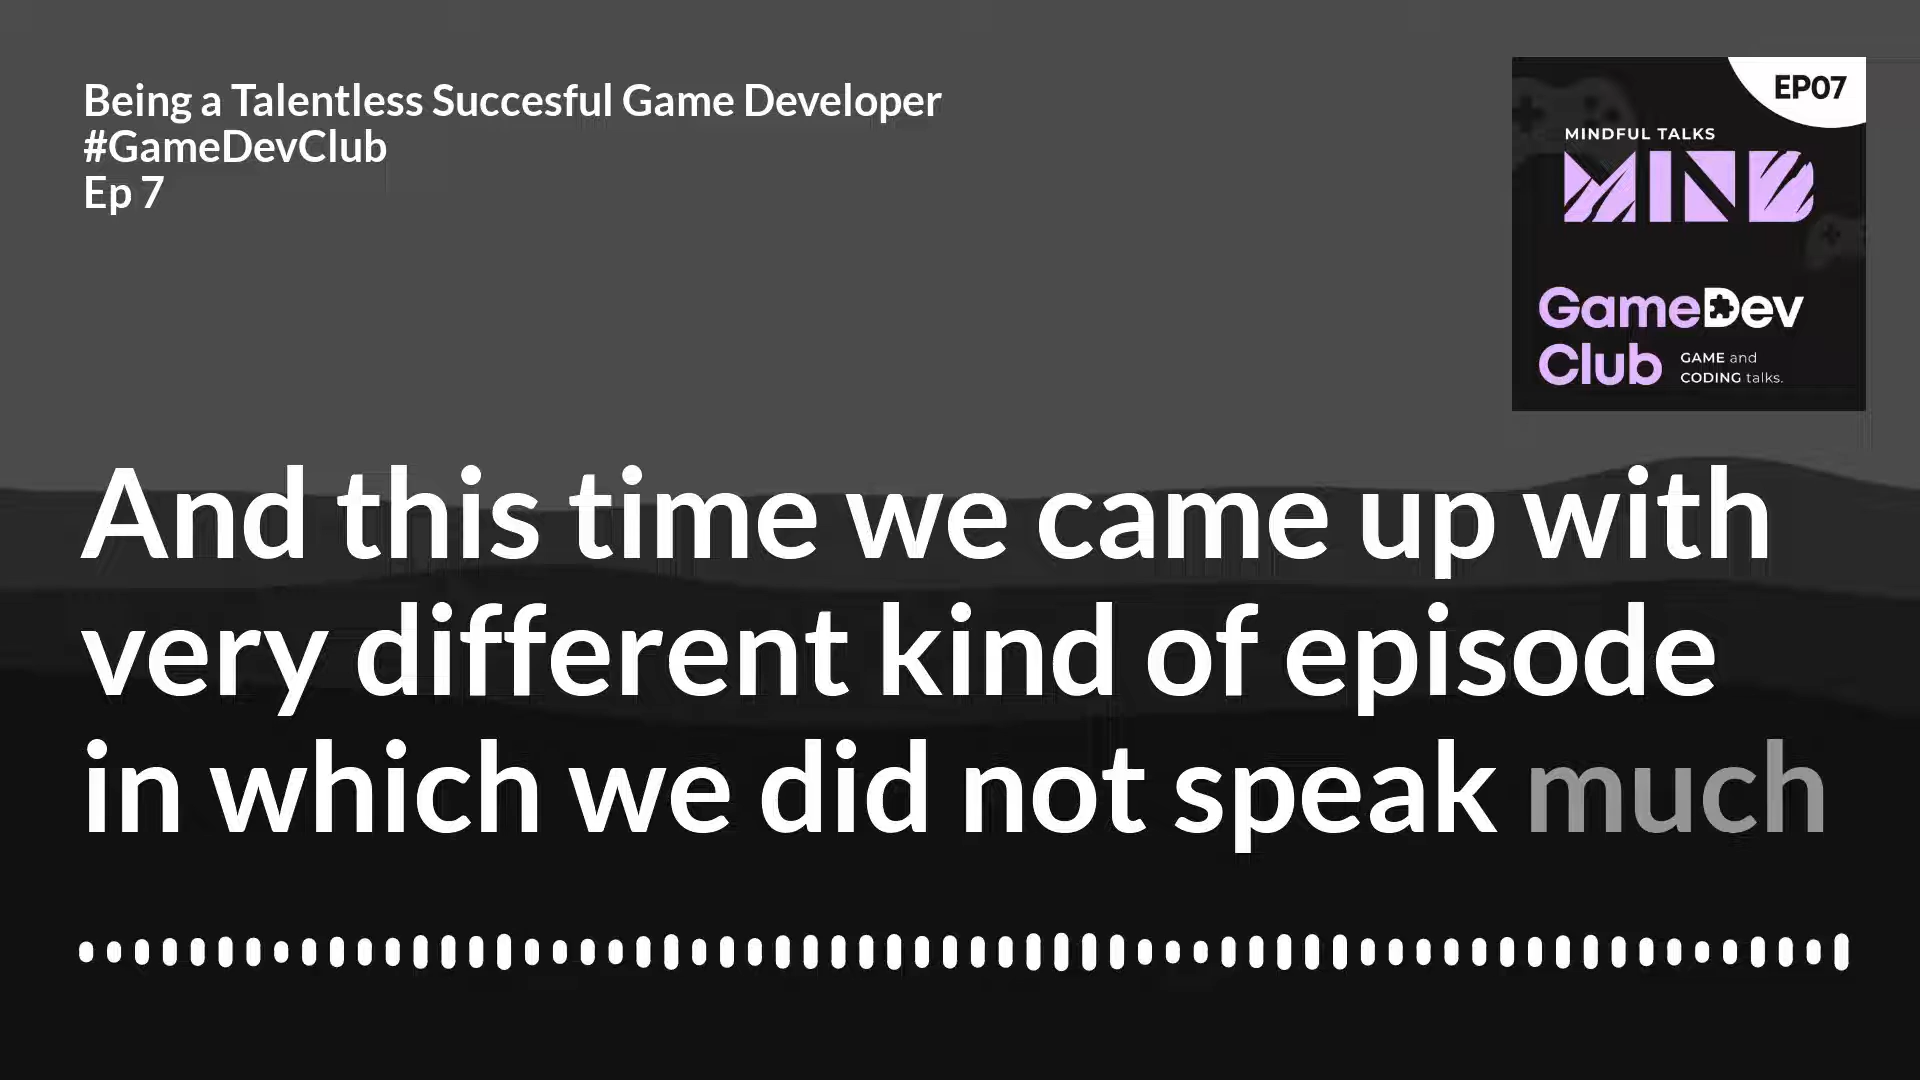 Being a Talentless Succesful Game Developer
#GameDevClub
Ep 7
EP07
MINDFUL TALKS
MIND
GameDev
Club
GAME and
CODING talks.
And this time we came up with
very different kind of episode
in which we did not speak much